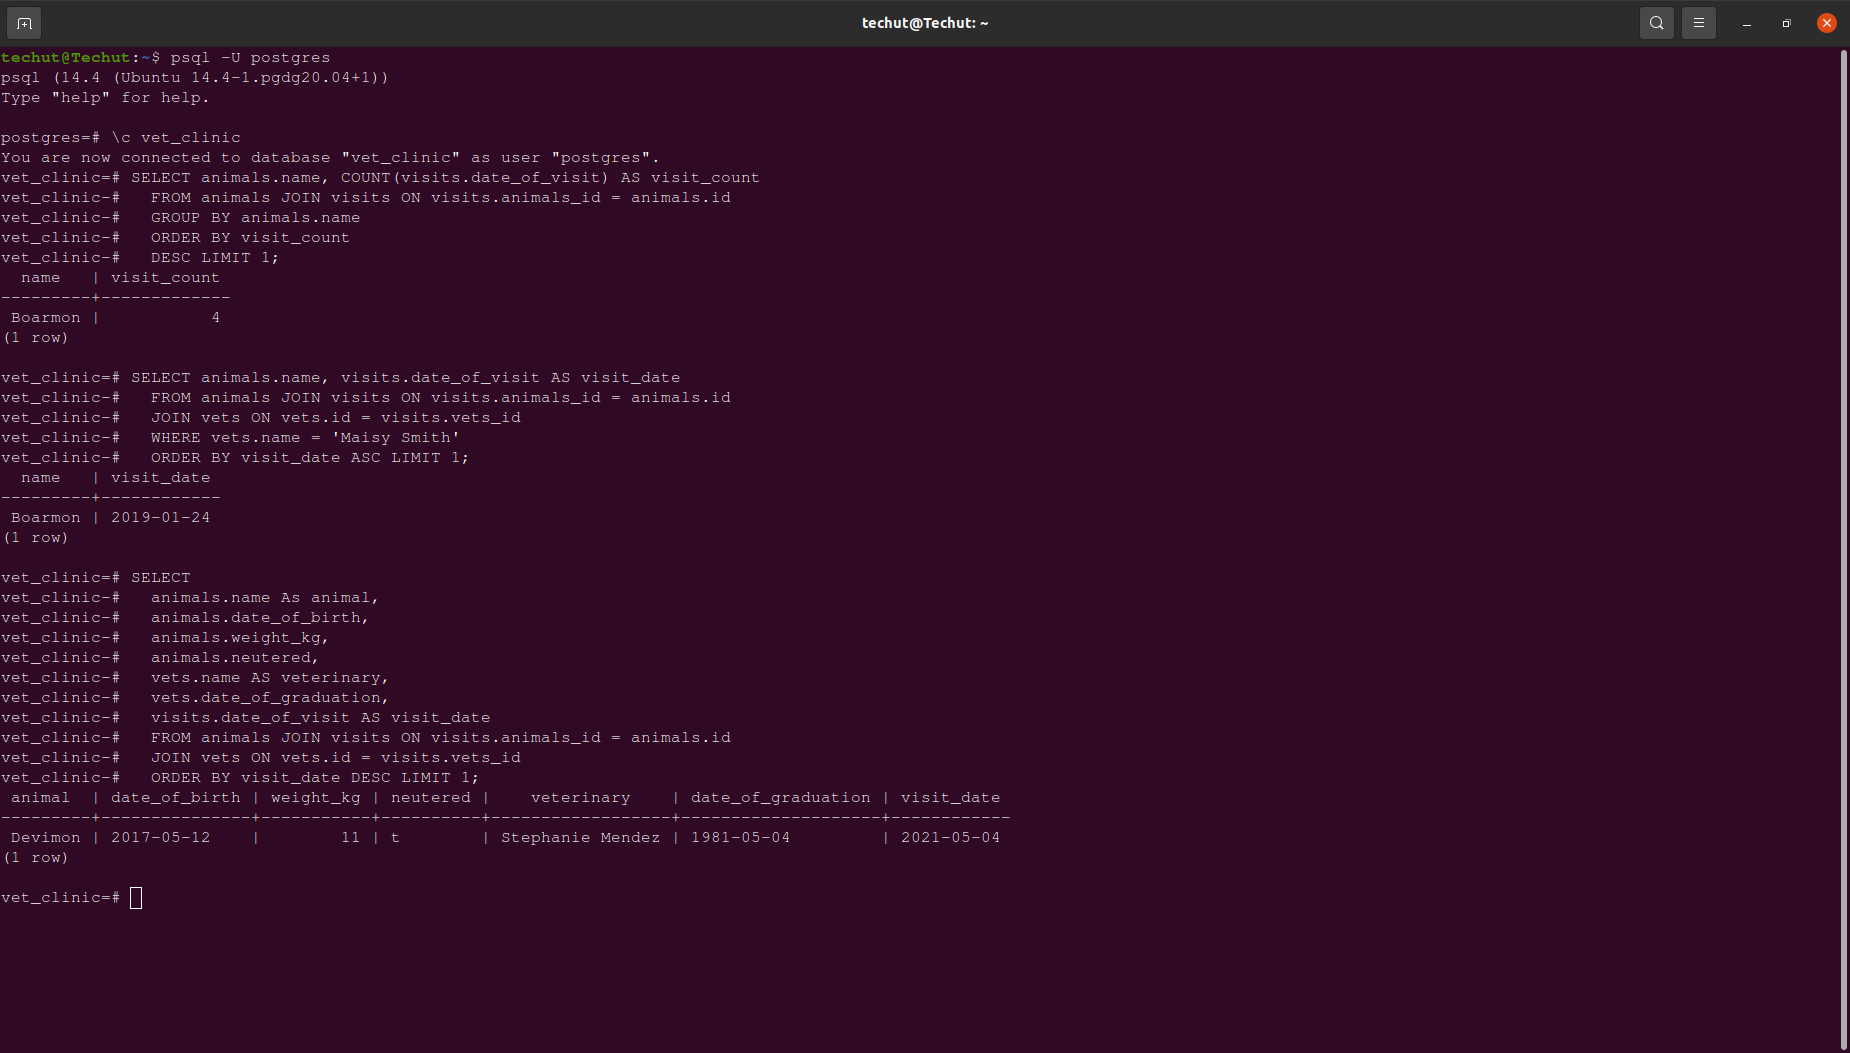 techut@Techut: ~
techut@Techut:~$ psql -U postgres
psql (14.4 (Ubuntu 14.4-1.pgdg20.04+1))
Type "help" for help.

postgres=# \c vet_clinic
You are now connected to database "vet_clinic" as user "postgres".
vet_clinic=# SELECT animals.name, COUNT(visits.date_of_visit) AS visit_count
vet_clinic-#   FROM animals JOIN visits ON visits.animals_id = animals.id
vet_clinic-#   GROUP BY animals.name
vet_clinic-#   ORDER BY visit_count
vet_clinic-#   DESC LIMIT 1;
  name   | visit_count
---------+-------------
 Boarmon |           4
(1 row)

vet_clinic=# SELECT animals.name, visits.date_of_visit AS visit_date
vet_clinic-#   FROM animals JOIN visits ON visits.animals_id = animals.id
vet_clinic-#   JOIN vets ON vets.id = visits.vets_id
vet_clinic-#   WHERE vets.name = 'Maisy Smith'
vet_clinic-#   ORDER BY visit_date ASC LIMIT 1;
  name   | visit_date
---------+------------
 Boarmon | 2019-01-24
(1 row)

vet_clinic=# SELECT
vet_clinic-#   animals.name As animal,
vet_clinic-#   animals.date_of_birth,
vet_clinic-#   animals.weight_kg,
vet_clinic-#   animals.neutered,
vet_clinic-#   vets.name AS veterinary,
vet_clinic-#   vets.date_of_graduation,
vet_clinic-#   visits.date_of_visit AS visit_date
vet_clinic-#   FROM animals JOIN visits ON visits.animals_id = animals.id
vet_clinic-#   JOIN vets ON vets.id = visits.vets_id
vet_clinic-#   ORDER BY visit_date DESC LIMIT 1;
 animal  | date_of_birth | weight_kg | neutered |    veterinary    | date_of_graduation | visit_date
---------+---------------+-----------+----------+------------------+--------------------+------------
 Devimon | 2017-05-12    |        11 | t        | Stephanie Mendez | 1981-05-04         | 2021-05-04
(1 row)

vet_clinic=#